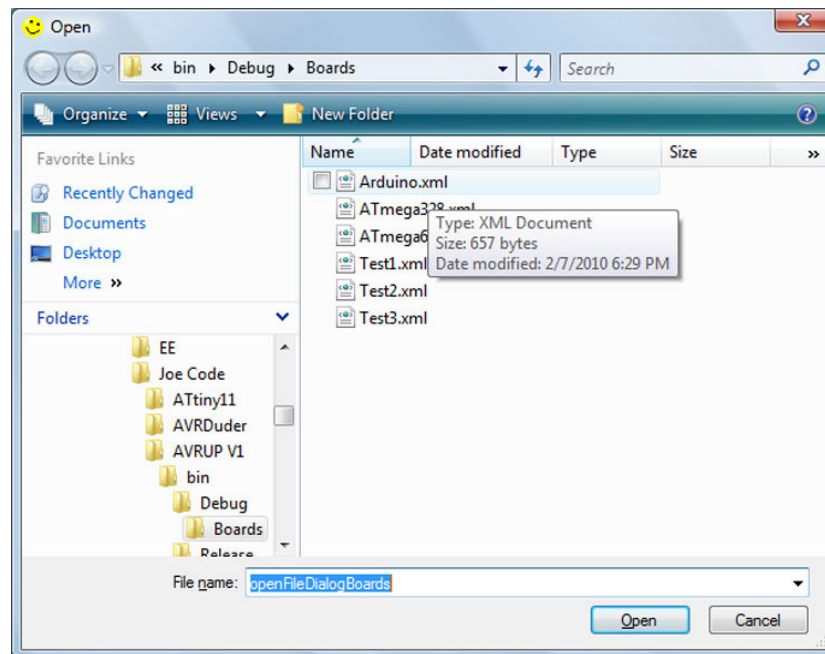 Open
« bin Debug Boards Search
Organize Views New Folder
Favorite Links
Recently Changed
Documents
Desktop
More »
Folders
EE
Joe Code
ATtiny11
AVRDuder
AVRUP V1
bin
Debug
Boards
Release
Name Date modified Type Size »
Arduino.xml
ATmega328.xml
ATmega6
Test1.xml
Test2.xml
Test3.xml
Type: XML Document
Size: 657 bytes
Date modified: 2/7/2010 6:29 PM
File name: openFileDialogBoards
Open Cancel